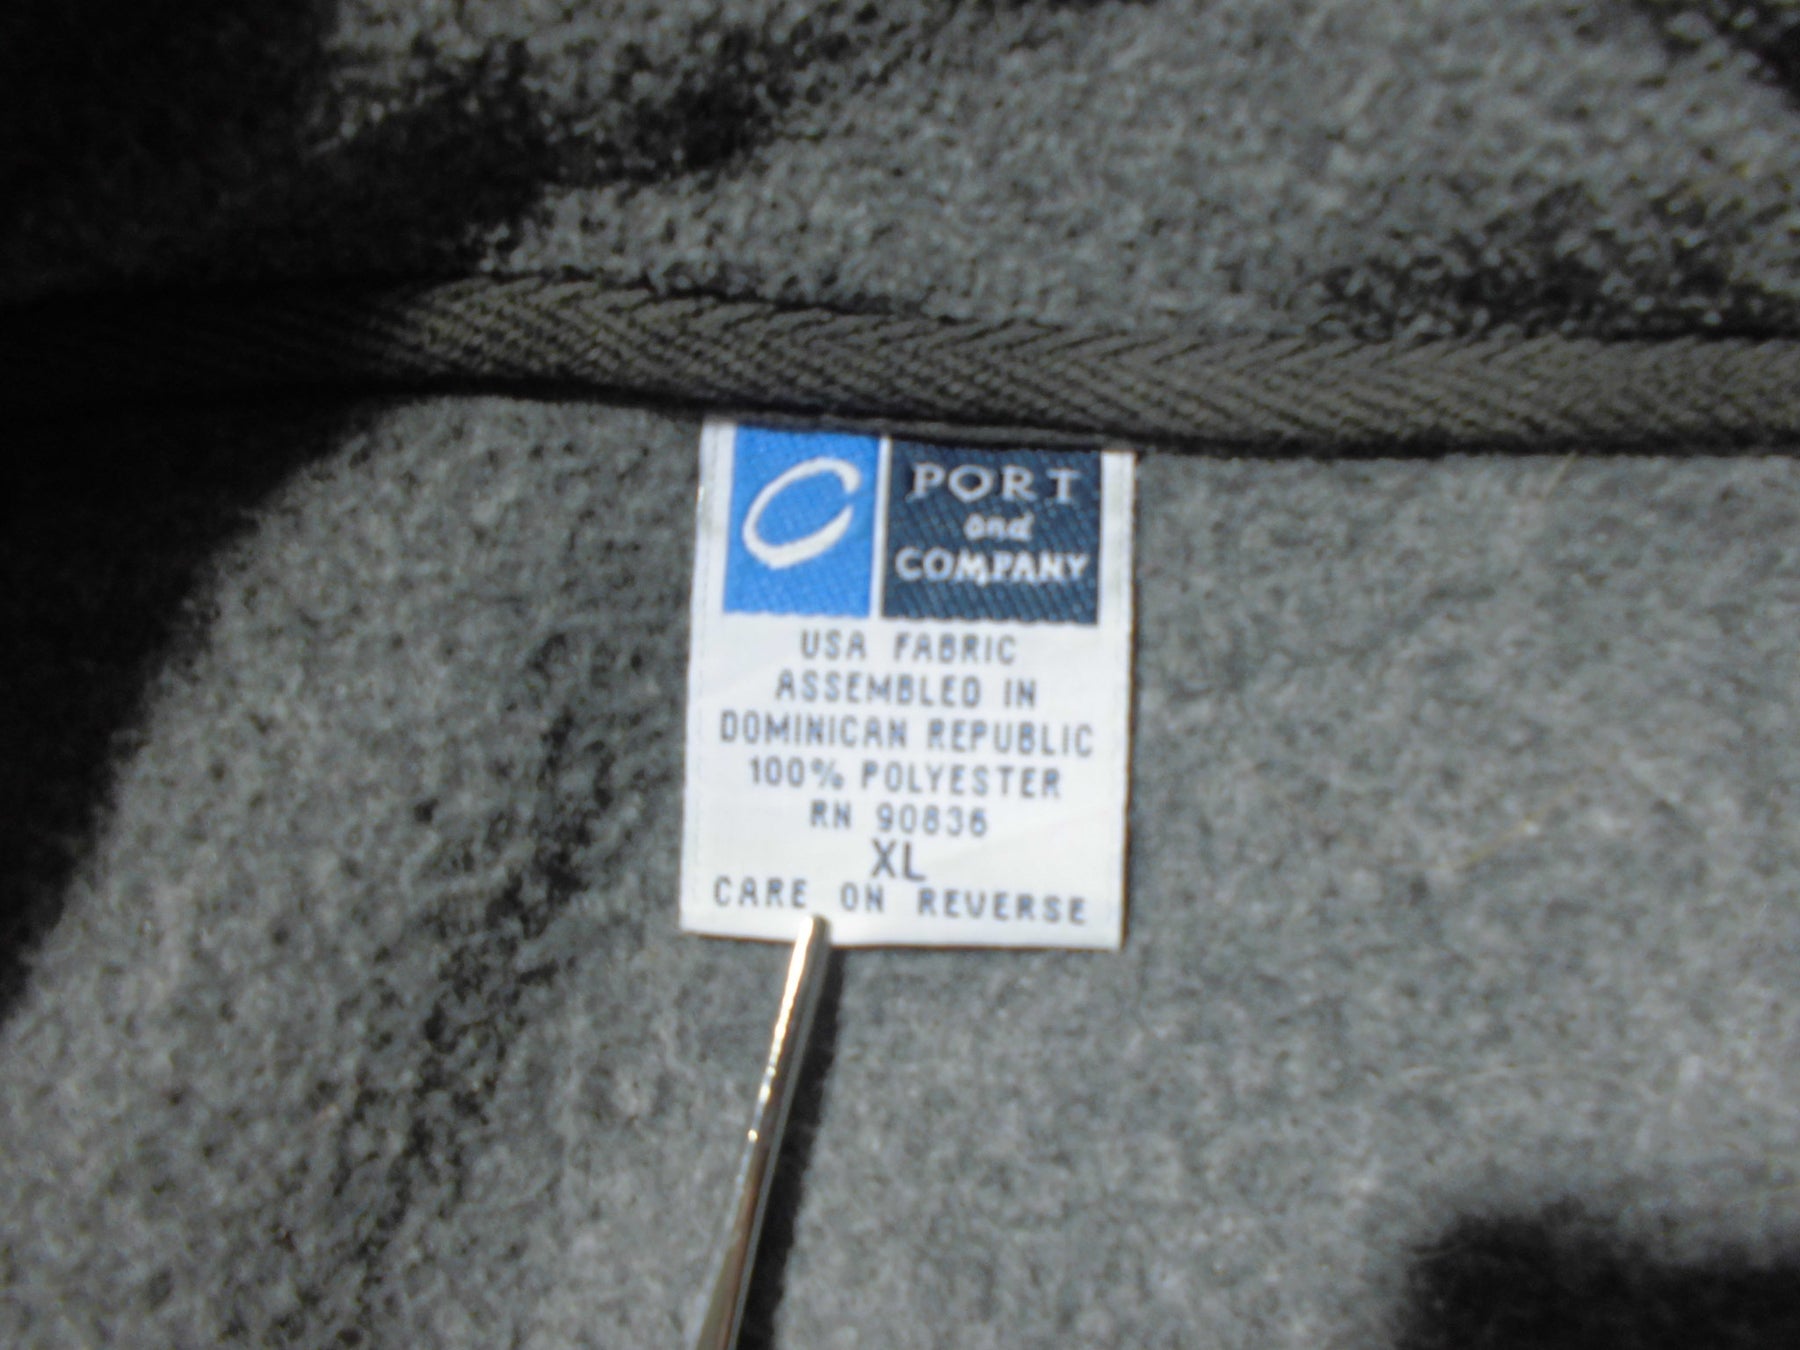 PORT
and
COMPANY
USA FABRIC
ASSEMBLED IN
DOMINICAN REPUBLIC
100% POLYESTER
RN 90836
XL
CARE ON REVERSE